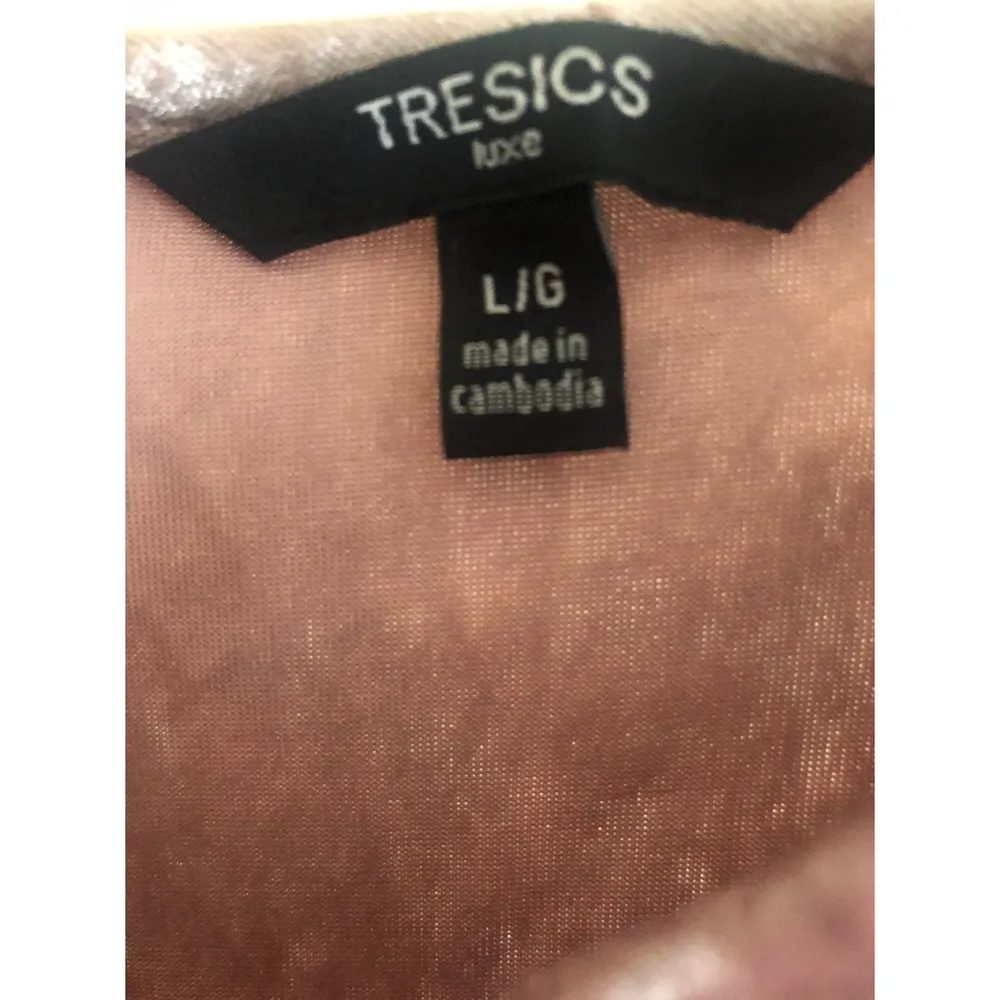 TRESICS
luxe
L/G
made in
cambodia